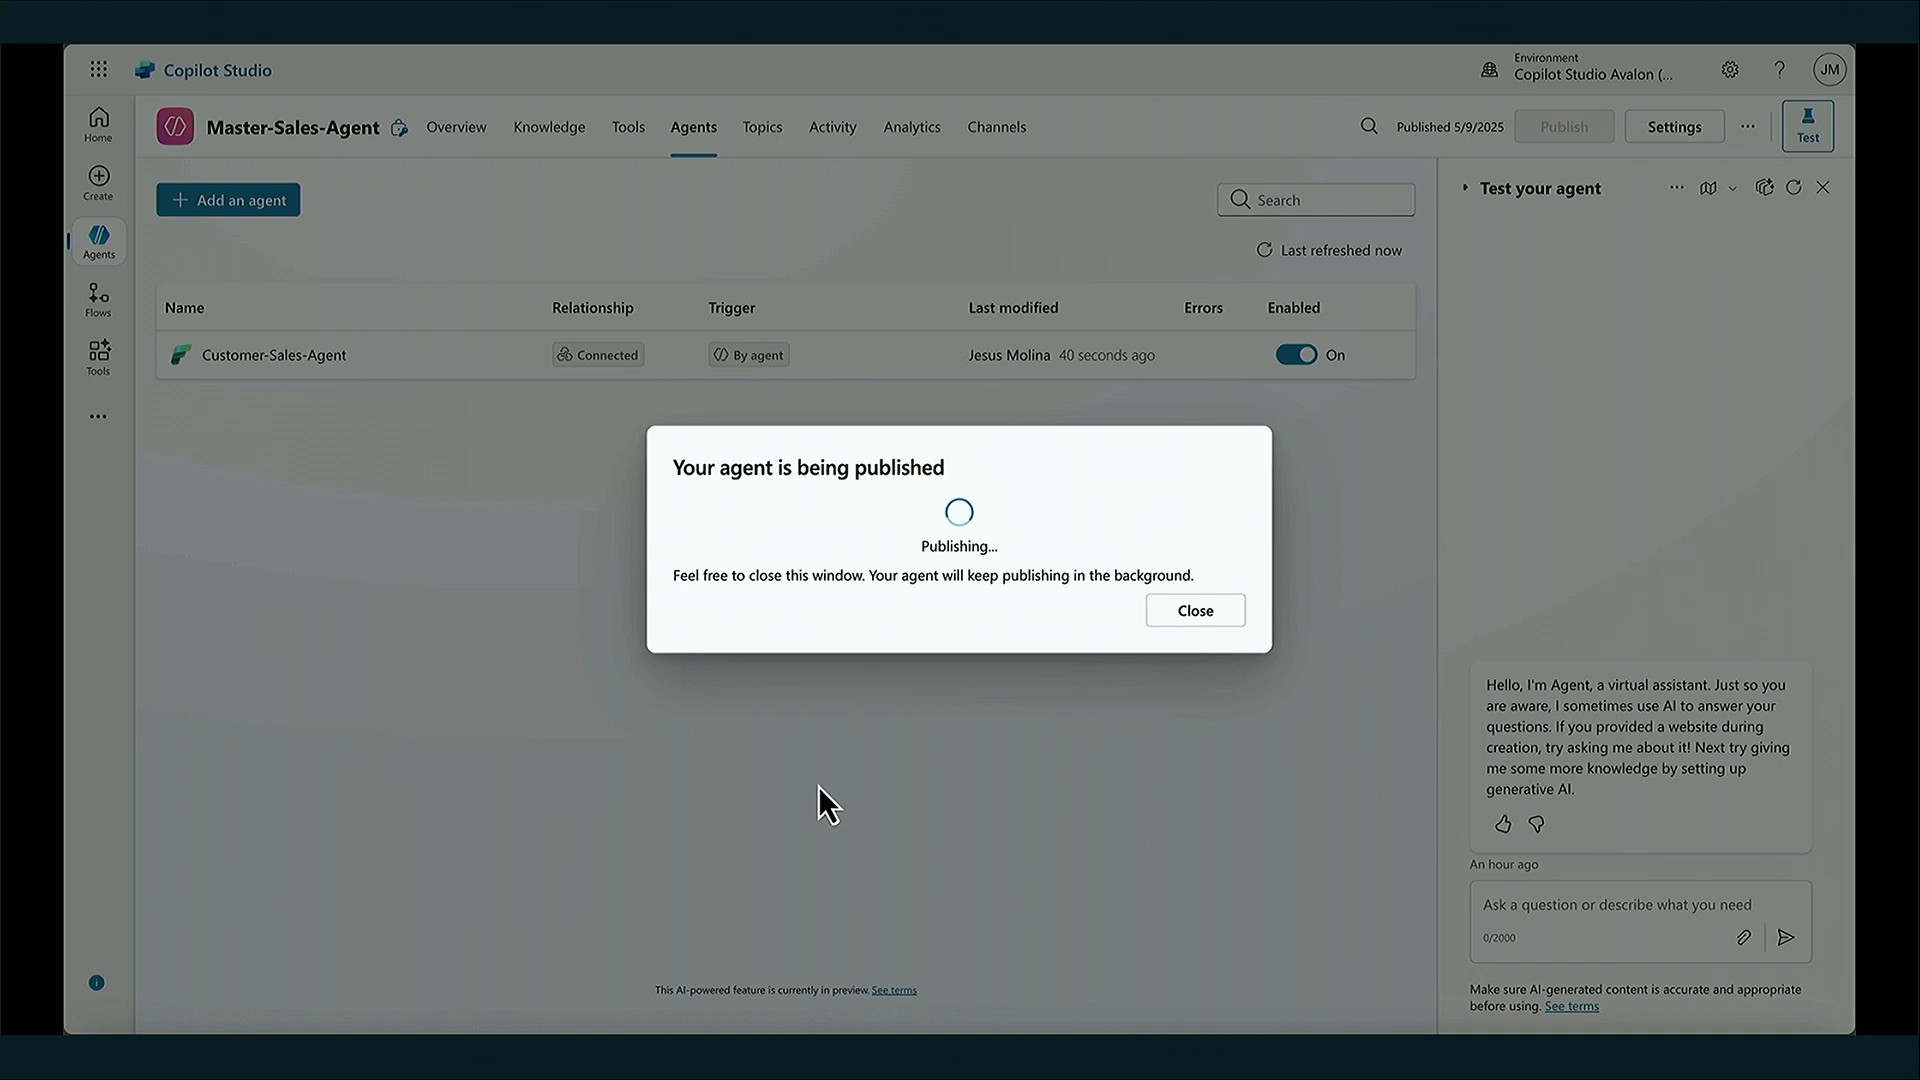 Copilot Studio
Environment
Copilot Studio Avalon (...
JM
Home
Create
Agents
Flows
Tools
Master-Sales-Agent
Overview
Knowledge
Tools
Agents
Topics
Activity
Analytics
Channels
Published 5/9/2025
Publish
Settings
Test
Add an agent
Search
Last refreshed now
Name
Relationship
Trigger
Last modified
Errors
Enabled
Customer-Sales-Agent
Connected
By agent
Jesus Molina 40 seconds ago
On
Your agent is being published
Publishing...
Feel free to close this window. Your agent will keep publishing in the background.
Close
This AI-powered feature is currently in preview. See terms
Test your agent
Hello, I'm Agent, a virtual assistant. Just so you
are aware, I sometimes use AI to answer your
questions. If you provided a website during
creation, try asking me about it! Next try giving
me some more knowledge by setting up
generative AI.
An hour ago
Ask a question or describe what you need
0/2000
Make sure AI-generated content is accurate and appropriate
before using. See terms